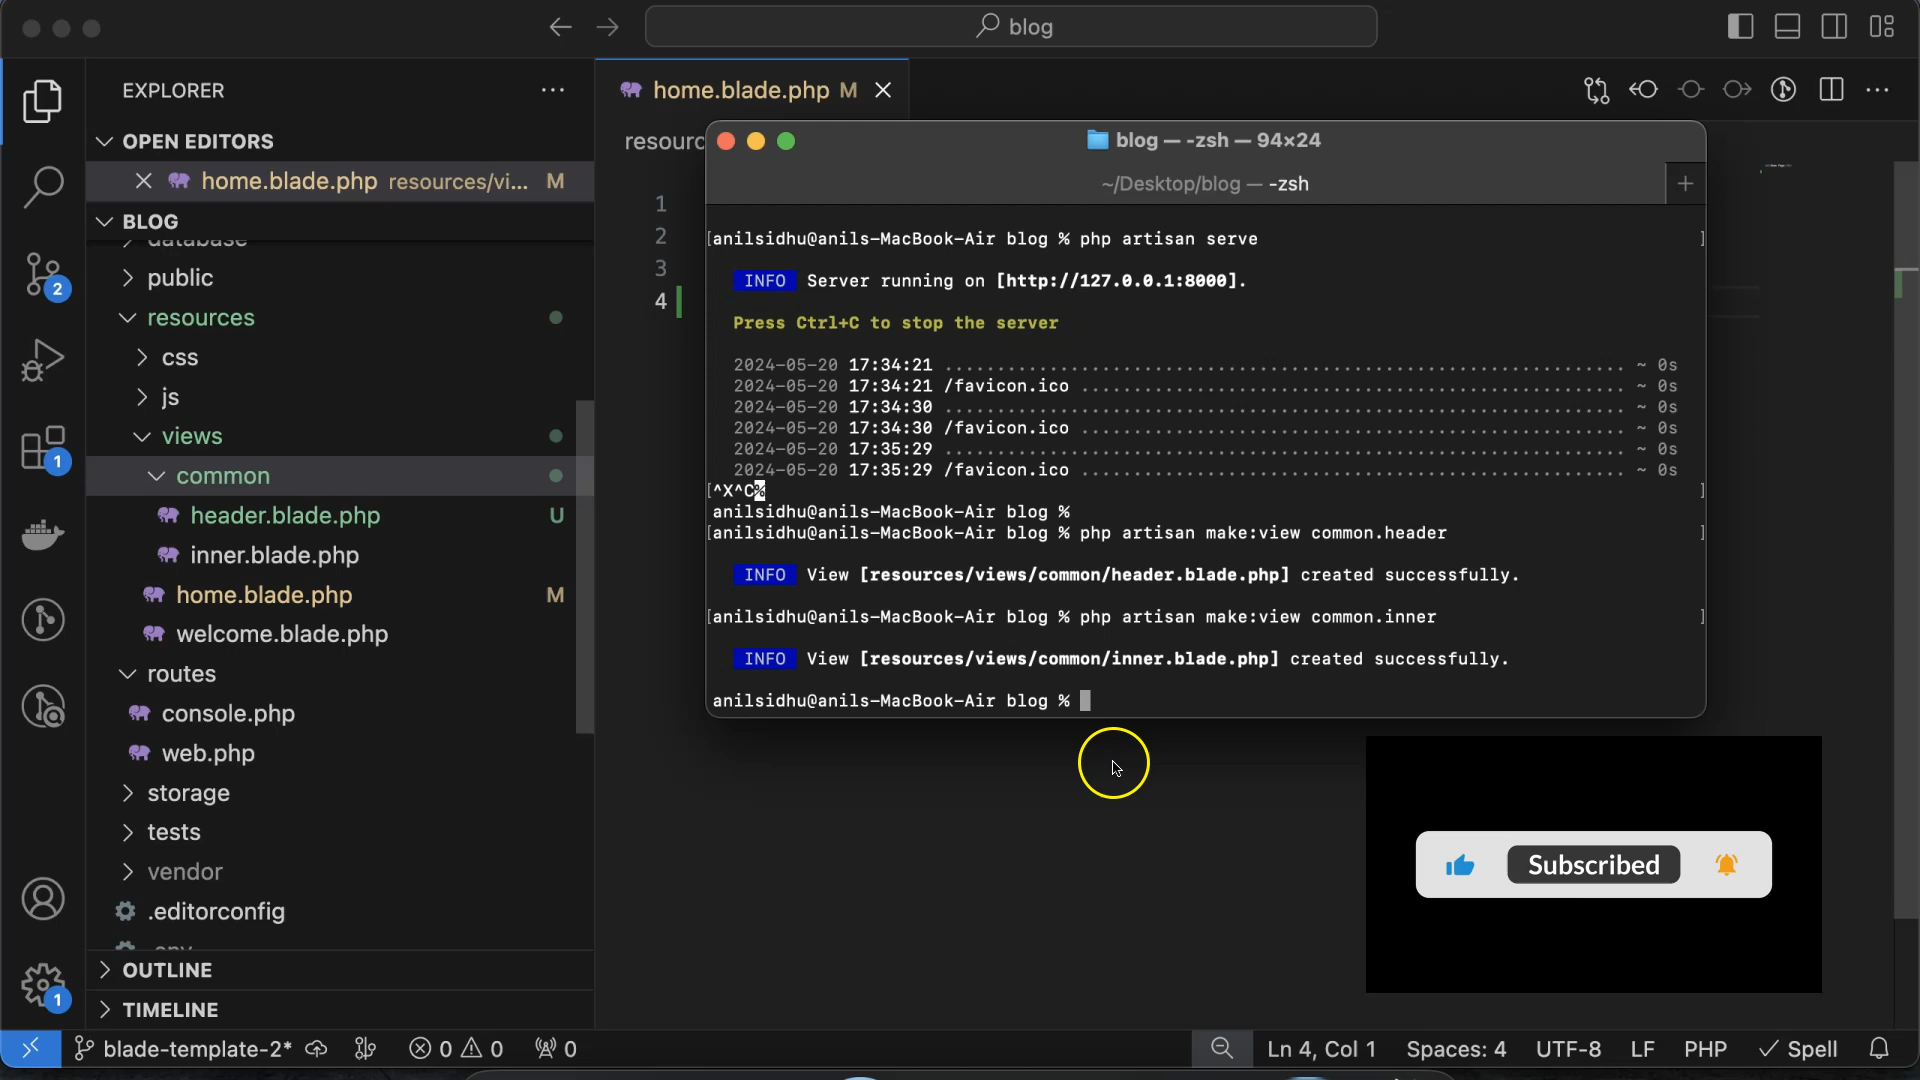 blog
EXPLORER
home.blade.php M
OPEN EDITORS
home.blade.php resources/vi... M
resourc
BLOG
database
public
resources
css
js
views
common
header.blade.php U
inner.blade.php
home.blade.php M
welcome.blade.php
routes
console.php
web.php
storage
tests
vendor
.editorconfig
.env
OUTLINE
TIMELINE
2
1
1
1
2
3
4
blog — -zsh — 94×24
~/Desktop/blog — -zsh
[anilsidhu@anils-MacBook-Air blog % php artisan serve ]
INFO Server running on [http://127.0.0.1:8000].
Press Ctrl+C to stop the server
2024-05-20 17:34:21 ................................................................. ~ 0s
2024-05-20 17:34:21 /favicon.ico .................................................... ~ 0s
2024-05-20 17:34:30 ................................................................. ~ 0s
2024-05-20 17:34:30 /favicon.ico .................................................... ~ 0s
2024-05-20 17:35:29 ................................................................. ~ 0s
2024-05-20 17:35:29 /favicon.ico .................................................... ~ 0s
[^X^C% ]
anilsidhu@anils-MacBook-Air blog %
[anilsidhu@anils-MacBook-Air blog % php artisan make:view common.header ]
INFO View [resources/views/common/header.blade.php] created successfully.
[anilsidhu@anils-MacBook-Air blog % php artisan make:view common.inner ]
INFO View [resources/views/common/inner.blade.php] created successfully.
anilsidhu@anils-MacBook-Air blog %
Subscribed
blade-template-2* 0 0 0 Ln 4, Col 1 Spaces: 4 UTF-8 LF PHP Spell